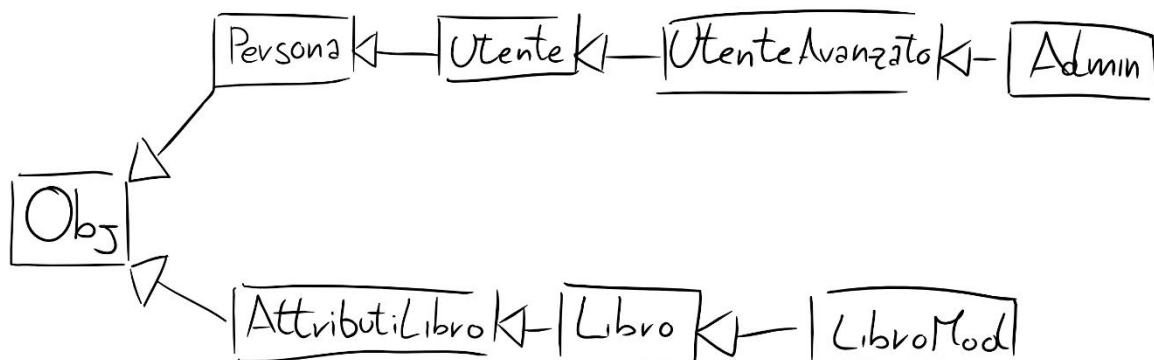 Persona
Utente
UtenteAvanzato
Admin
Obj
AttributiLibro
Libro
LibroMod